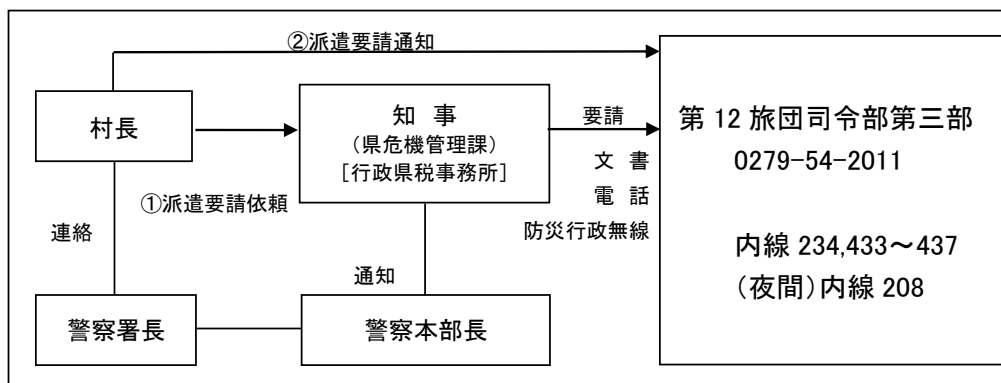 ②派遣要請通知
村長
知 事
(県危機管理課)
[行政県税事務所]
要請
文 書
電 話
防災行政無線
第 12 旅団司令部第三部
0279-54-2011
内線 234,433～437
(夜間)内線 208
①派遣要請依頼
連絡
通知
警察署長
警察本部長